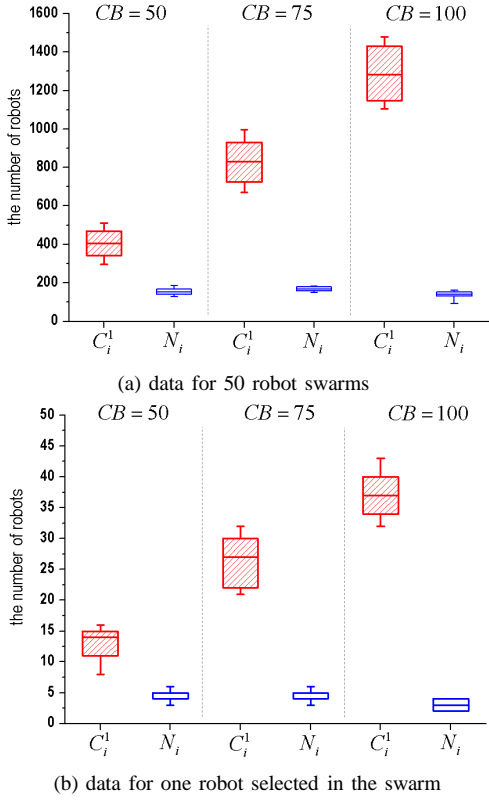 CB = 50 CB = 75 CB = 100
1600
1400
1200
1000
800
600
400
200
0
the number of robots
C_i^1 N_i C_i^1 N_i C_i^1 N_i
(a) data for 50 robot swarms
CB = 50 CB = 75 CB = 100
50
45
40
35
30
25
20
15
10
5
0
the number of robots
C_i^1 N_i C_i^1 N_i C_i^1 N_i
(b) data for one robot selected in the swarm